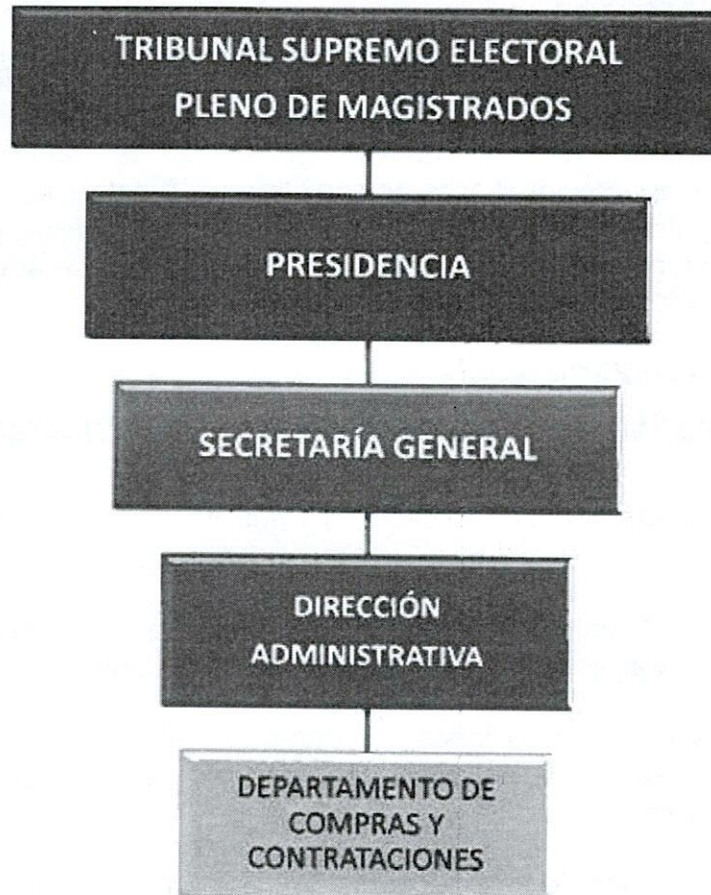 TRIBUNAL SUPREMO ELECTORAL
PLENO DE MAGISTRADOS
PRESIDENCIA
SECRETARÍA GENERAL
DIRECCIÓN
ADMINISTRATIVA
DEPARTAMENTO DE
COMPRAS Y
CONTRATACIONES